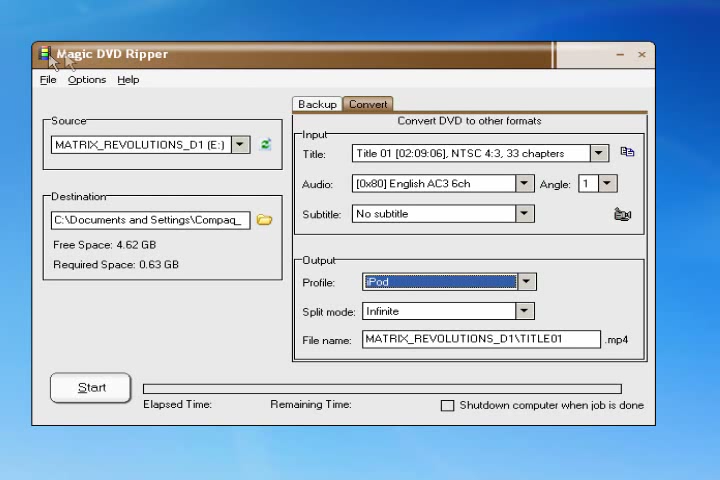 Magic DVD Ripper
File Options Help
Backup Convert
Source
MATRIX_REVOLUTIONS_D1 (E:)
Destination
C:\Documents and Settings\Compaq_
Free Space: 4.62 GB
Required Space: 0.63 GB
Convert DVD to other formats
Input
Title: Title 01 [02:09:06], NTSC 4:3, 33 chapters
Audio: [0x80] English AC3 6ch Angle: 1
Subtitle: No subtitle
Output
Profile: iPod
Split mode: Infinite
File name: MATRIX_REVOLUTIONS_D1\TITLE01 .mp4
Start
Elapsed Time: Remaining Time: Shutdown computer when job is done